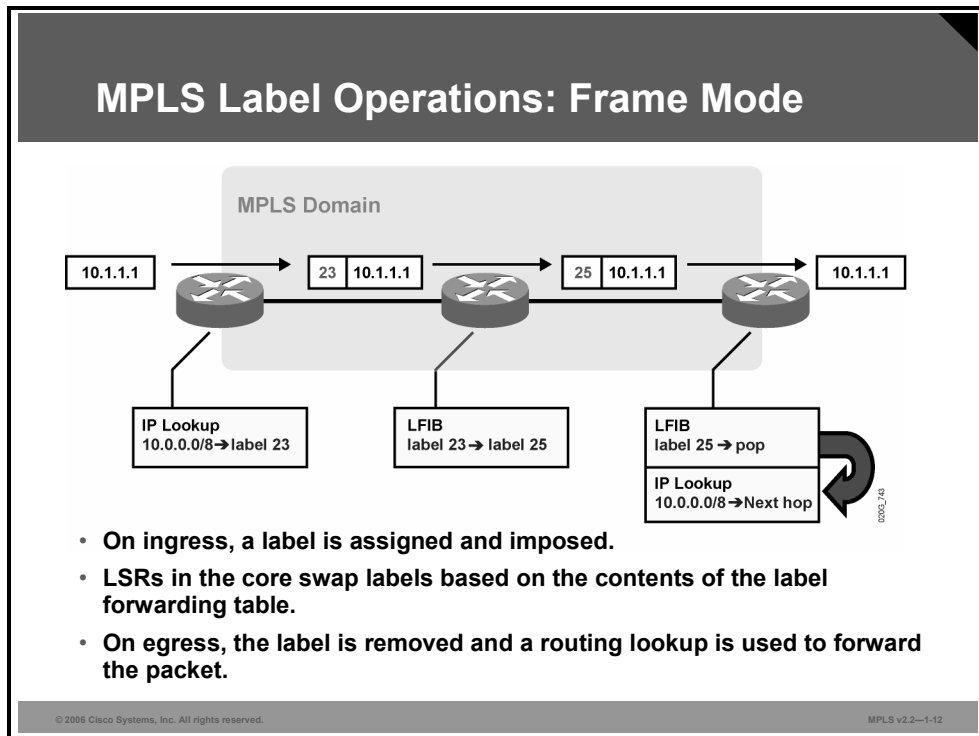 MPLS Label Operations: Frame Mode
MPLS Domain
10.1.1.1
23 10.1.1.1
25 10.1.1.1
10.1.1.1
IP Lookup
10.0.0.0/8➔label 23
LFIB
label 23➔ label 25
LFIB
label 25 ➔ pop
IP Lookup
10.0.0.0/8➔Next hop
020G_743
• On ingress, a label is assigned and imposed.
• LSRs in the core swap labels based on the contents of the label
forwarding table.
• On egress, the label is removed and a routing lookup is used to forward
the packet.
© 2006 Cisco Systems, Inc. All rights reserved.
MPLS v2.2—1-12